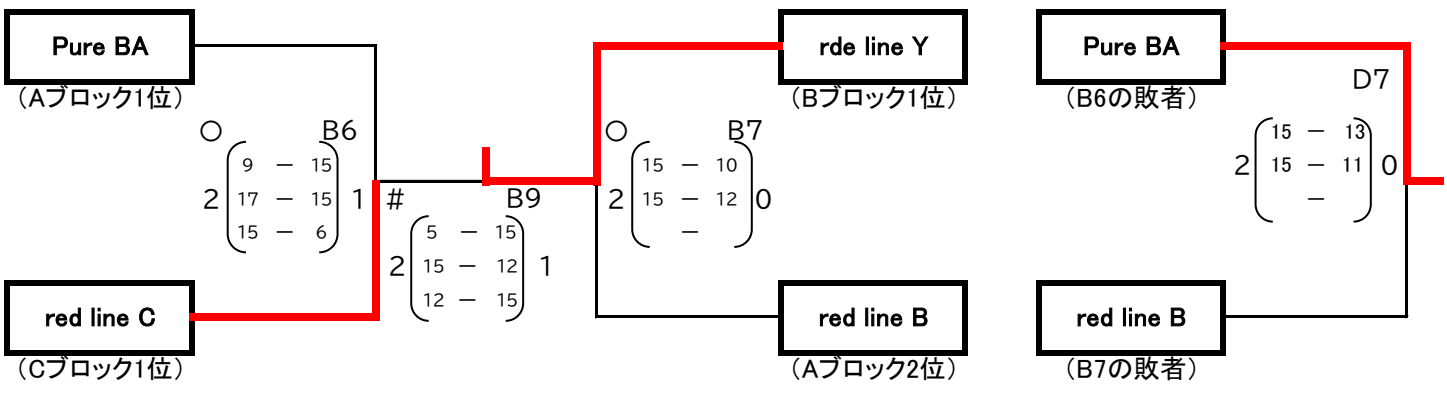 Pure BA
(Aブロック1位)
○ B6
2 9 － 15 1
17 － 15
15 － 6
red line C
(Cブロック1位)
# B9
2 5 － 15 1
15 － 12
12 － 15
rde line Y
(Bブロック1位)
○ B7
2 15 － 10 0
15 － 12
－
red line B
(Aブロック2位)
Pure BA
(B6の敗者)
D7
2 15 － 13 0
15 － 11
－
red line B
(B7の敗者)